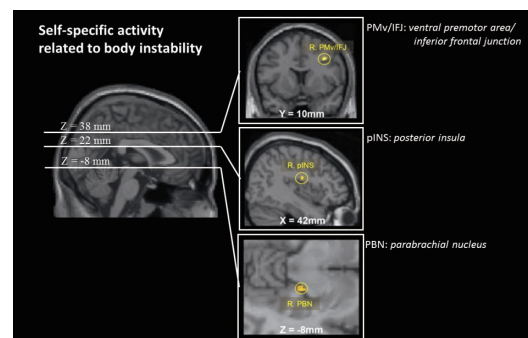 Self-specific activity
related to body instability
Z = 38 mm
Z = 22 mm
Z = -8 mm
R. PMv/IFJ
Y = 10mm
PMv/IFJ: ventral premotor area/
inferior frontal junction
R. pINS
X = 42mm
pINS: posterior insula
R. PBN
Z = -8mm
PBN: parabrachial nucleus